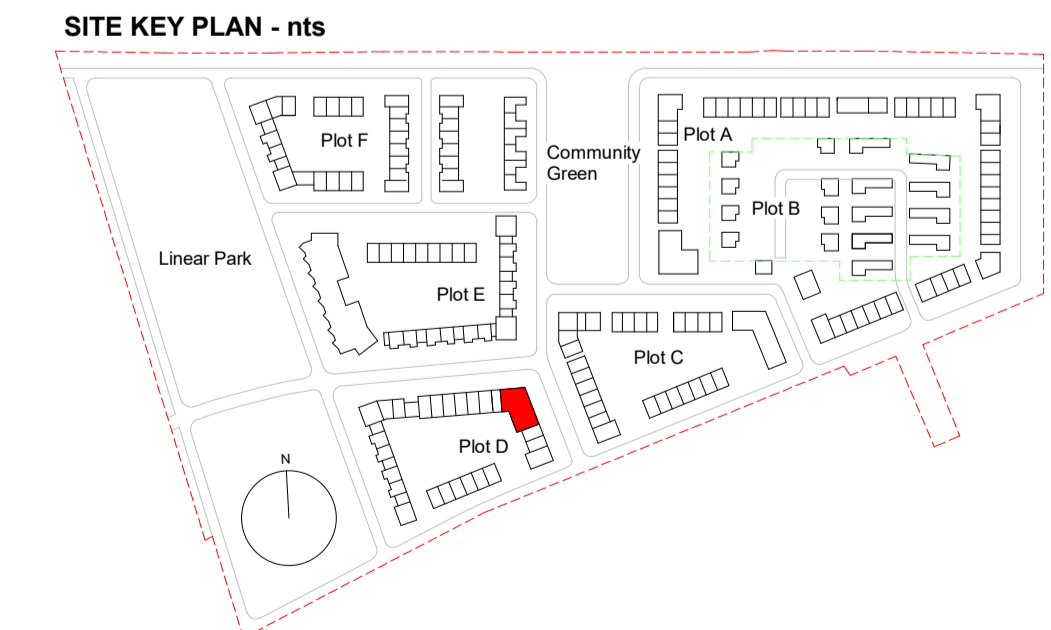 SITE KEY PLAN - nts
Plot F
Plot A
Community
Green
Plot B
Linear Park
Plot E
Plot C
Plot D
N